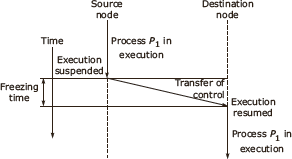 Source
node
Destination
node
Time
Process P1 in
execution
Execution
suspended
Freezing
time
Transfer of
control
Execution
resumed
Process P1 in
execution